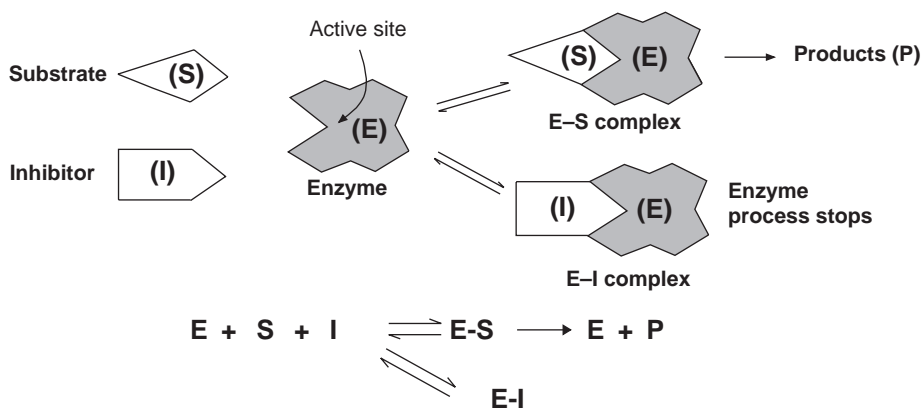 Active site
Substrate
(S)
(E)
(S)
(E)
Products (P)
E–S complex
Inhibitor
(I)
Enzyme
(I)
(E)
Enzyme
process stops
E–I complex
E + S + I
E-S
E + P
E-I